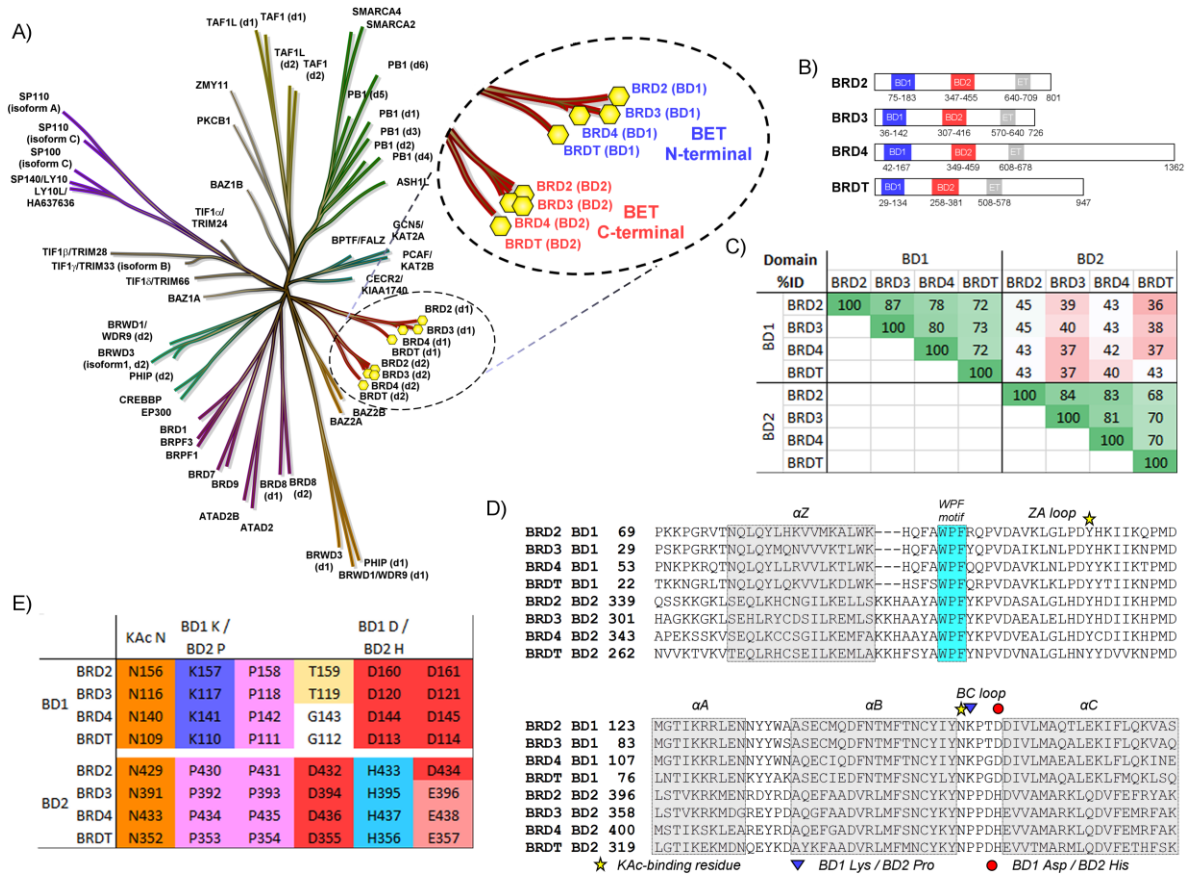 A)
TAF1L (d1)
TAF1 (d1)
SMARCA4
SMARCA2
TAF1L
(d2)
TAF1
(d2)
ZMY11
PB1 (d6)
SP110
(isoform A)
PKCB1
PB1 (d5)
PB1 (d1)
SP110
(isoform C)
PB1 (d3)
SP100
(isoform C)
PB1 (d2)
SP140/LY10
PB1 (d4)
LY10L/
HA637636
BAZ1B
ASH1L
TIF1α/
TRIM24
GCN5/
KAT2A
BPTF/FALZ
TIF1β/TRIM28
PCAF/
KAT2B
TIF1γ/TRIM33 (isoform B)
TIF1δ/TRIM66
CECR2/
KIAA1740
BAZ1A
BRD2 (d1)
BRWD1/
WDR9 (d2)
BRD3 (d1)
BRD4 (d1)
BRWD3
(isoform1, d2)
BRDT (d1)
BRD2 (d2)
PHIP (d2)
BRD3 (d2)
BRD4 (d2)
CREBBP
BRDT (d2)
EP300
BAZ2B
BAZ2A
BRD1
BRPF3
BRPF1
BRD7
BRD9
BRD8
(d1)
BRD8
(d2)
ATAD2B
ATAD2
BRWD3
(d1)
PHIP (d1)
BRWD1/WDR9 (d1)
BRD2 (BD1)
BRD3 (BD1)
BRD4 (BD1)
BRDT (BD1)
BET
N-terminal
BRD2 (BD2)
BRD3 (BD2)
BRD4 (BD2)
BRDT (BD2)
BET
C-terminal
B)
BRD2 BD1 BD2 ET
75-183 347-455 640-709 801
BRD3 BD1 BD2 ET
36-142 307-416 570-640 726
BRD4 BD1 BD2 ET
42-167 349-459 608-678 1362
BRDT BD1 BD2 ET
29-134 258-381 508-578 947
C)
Domain BD1 BD2
%ID BRD2 BRD3 BRD4 BRDT BRD2 BRD3 BRD4 BRDT
BD1
BRD2 100 87 78 72 45 39 43 36
BRD3 100 80 73 45 40 43 38
BRD4 100 72 43 37 42 37
BRDT 100 43 37 40 43
BD2
BRD2 100 84 83 68
BRD3 100 81 70
BRD4 100 70
BRDT 100
D)
αZ WPF motif ZA loop
BRD2 BD1 69 PKKPGRVTNQLQYLHKVVMKALWK---HQFAWPFRQPVDAVKLGLPDYHKIIKQPMD
BRD3 BD1 29 PSKPGRKTNQLQYMQNVVVKTLWK---HQFAWPFYQPVDAIKLNLPDYHKIIKNPMD
BRD4 BD1 53 PNKPKRQTNQLQYLLRVVLKTLWK---HQFAWPFQQPVDAVKLNLPDYYKIIKTPMD
BRDT BD1 22 TKKNGRLTNQLQYLQKVVLKDLWK---HSFSWPFQRPVDAVKLQLPDYYTIIKNPMD
BRD2 BD2 339 QSSKKGKLSEQLKHCNGILKELLSKKHAAYAWPFYKPVDASALGLHDYHDIIKHPMD
BRD3 BD2 301 HAGKKGKLSEHLRYCDSILREMLSKKHAAYAWPFYKPVDAEALELHDYHDIIKHPMD
BRD4 BD2 343 APEKSSKVSEQLKCCSGILKEMFAKKHAAYAWPFYKPVDVEALGLHDYCDIIKHPMD
BRDT BD2 262 NVVKTVKVTEQLRHCSEILKEMLAKKHFSYAWPFYNPVDVNALGLHNYYDVVKNPMD
αA αB BC loop αC
BRD2 BD1 123 MGTIKRRLENNYYWAASECMQDFNTMFTNCYIYNKPTDDIVLMAQTLEKIFLQKVAS
BRD3 BD1 83 MGTIKKRLENNYYWSASECMQDFNTMFTNCYIYNKPTDDIVLMAQALEKIFLQKVAQ
BRD4 BD1 107 MGTIKKRLENNYYWNAQECIQDFNTMFTNCYIYNKPGDDIVLMAEALEKLFLQKINE
BRDT BD1 76 LNTIKKRLENKYYAKASECIEDFNTMFSNCYLYNKPGDDIVLMAQALEKLFMQKLSQ
BRD2 BD2 396 LSTVKRKMENRDYRDAQEFAADVRLMFSNCYKYNPPDHDVVAMARKLQDVFEFRYAK
BRD3 BD2 358 LSTVKRKMDGREYPDAQGFAADVRLMFSNCYKYNPPDHEVVAMARKLQDVFEMRFAK
BRD4 BD2 400 MSTIKSKLEAREYRDAQEFGADVRLMFSNCYKYNPPDHEVVAMARKLQDVFEMRFAK
BRDT BD2 319 LGTIKEKMDNQEYKDAYKFAADVRLMFMNCYKYNPPDHEVVTMARMLQDVFETHFSK
KAc-binding residue BD1 Lys / BD2 Pro BD1 Asp / BD2 His
E)
KAc N BD1 K / BD2 P BD1 D / BD2 H
BD1
BRD2 N156 K157 P158 T159 D160 D161
BRD3 N116 K117 P118 T119 D120 D121
BRD4 N140 K141 P142 G143 D144 D145
BRDT N109 K110 P111 G112 D113 D114
BD2
BRD2 N429 P430 P431 D432 H433 D434
BRD3 N391 P392 P393 D394 H395 E396
BRD4 N433 P434 P435 D436 H437 E438
BRDT N352 P353 P354 D355 H356 E357